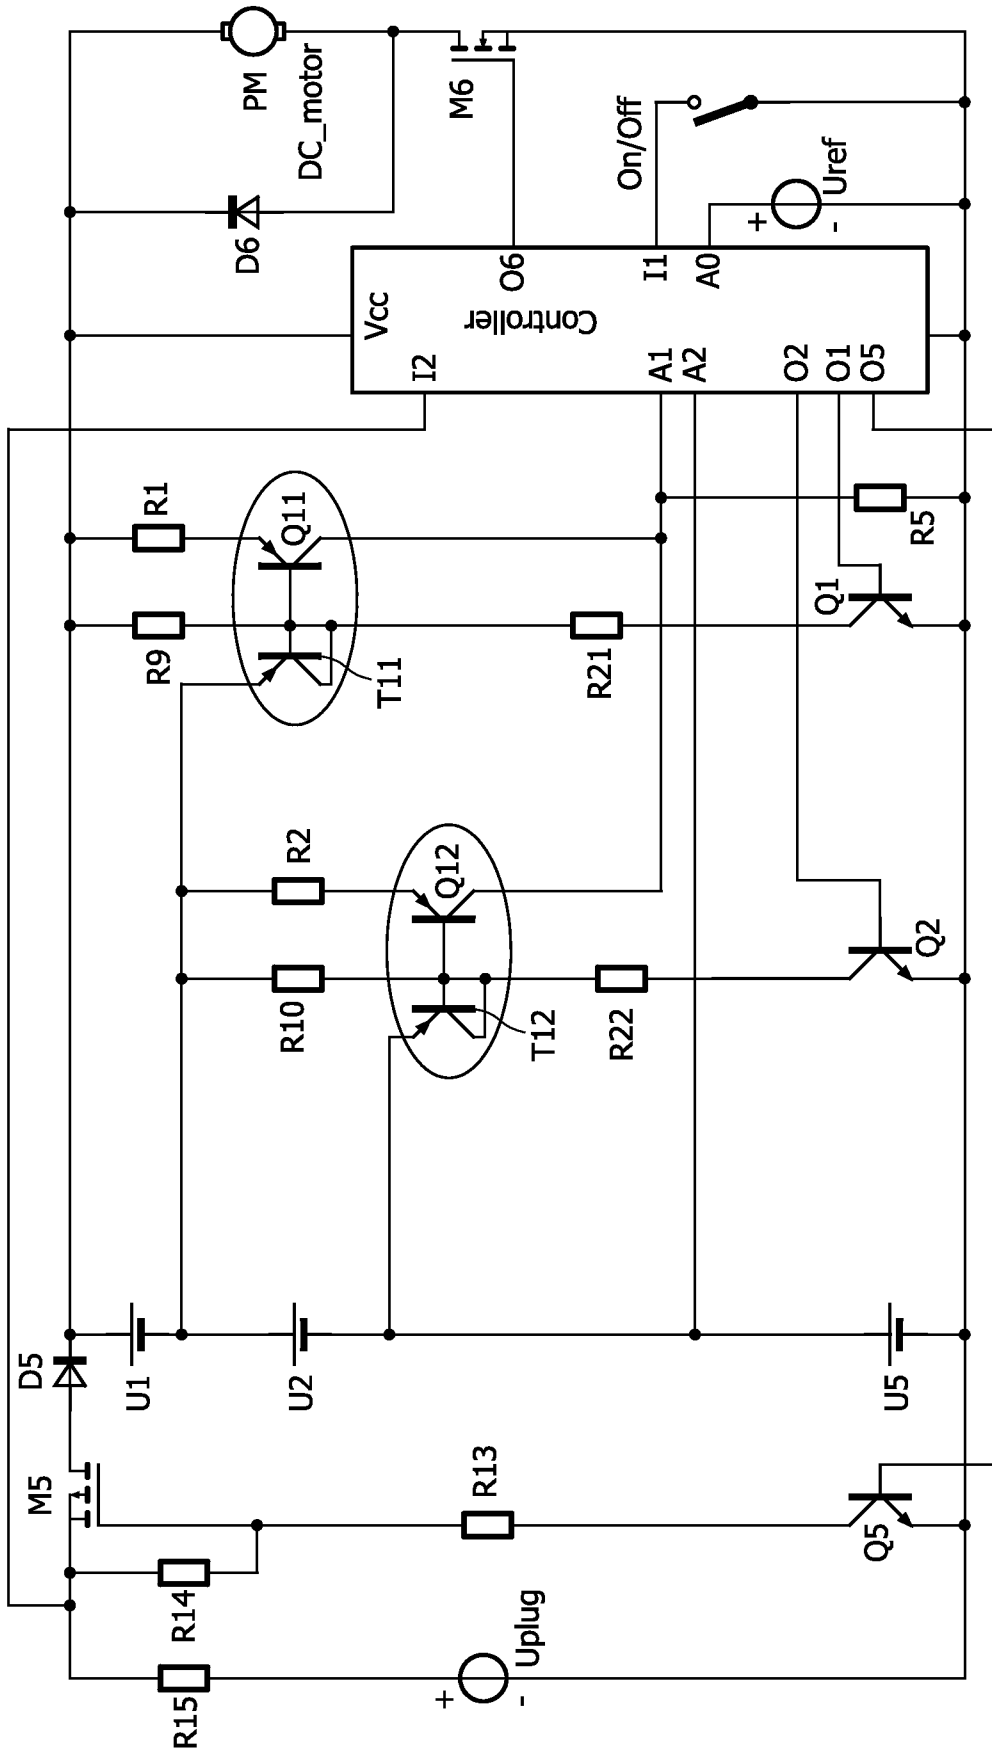 PM
DC_motor
D6
M6
On/Off
Uref
+
-
Vcc
O6
I1
A0
Controller
I2
A1
A2
O2
O1
O5
R1
Q11
R9
T11
R21
R5
Q1
R2
Q12
R10
T12
R22
Q2
D5
U1
U2
U5
M5
R13
R14
Q5
R15
Uplug
+
-